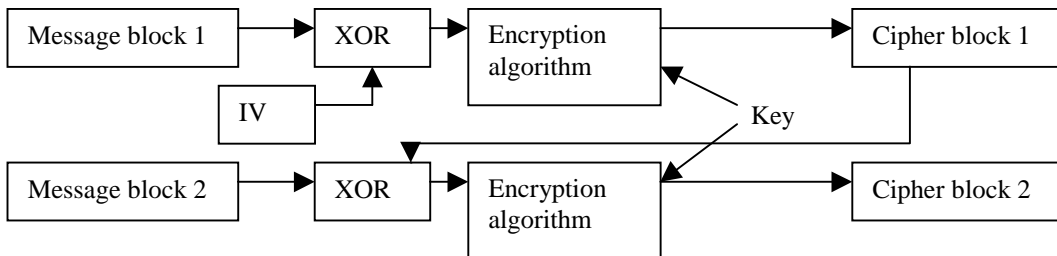 Message block 1
XOR
Encryption
algorithm
Cipher block 1
IV
Key
Message block 2
XOR
Encryption
algorithm
Cipher block 2